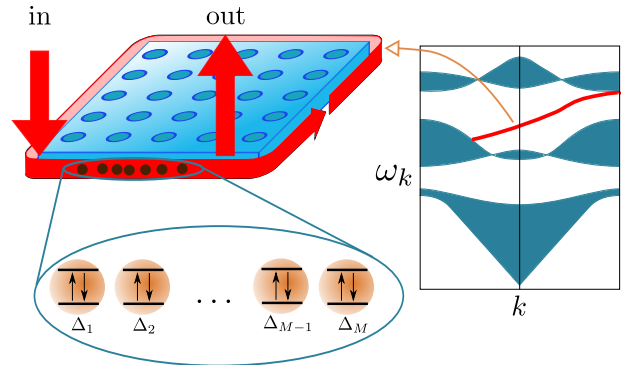 in
out
ω_k
k
. . .
Δ_1
Δ_2
Δ_{M−1}
Δ_M